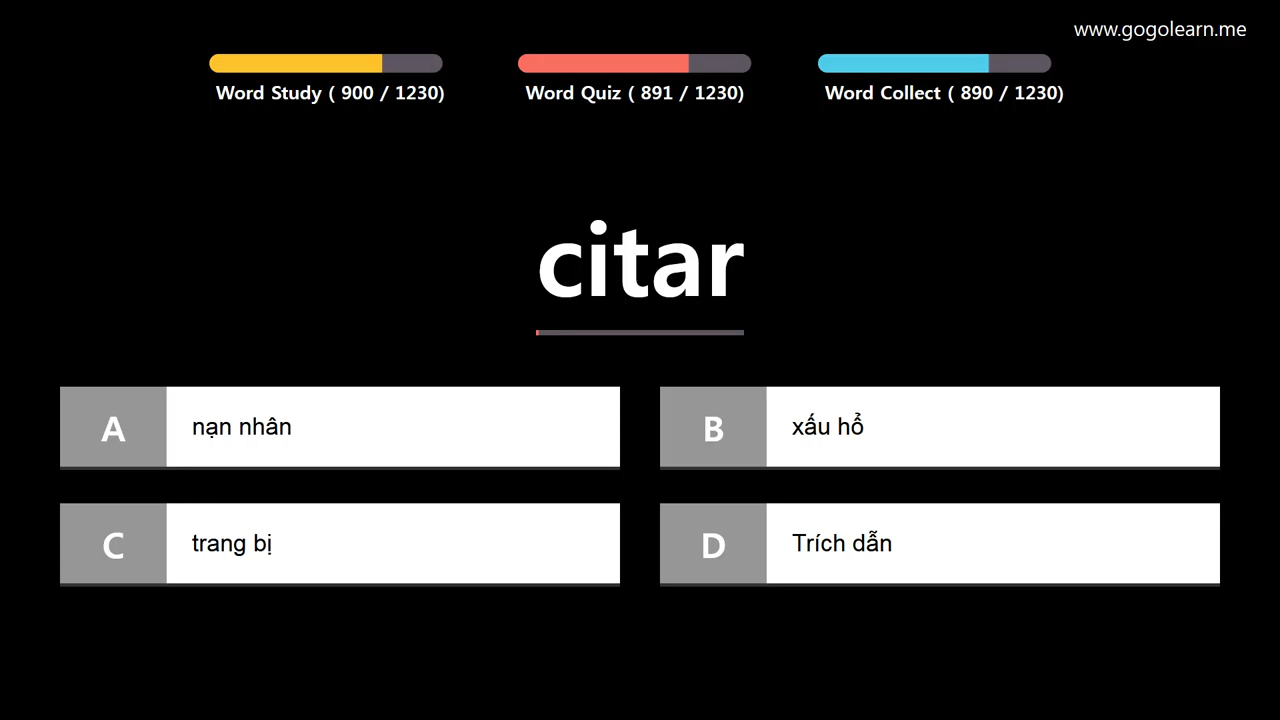 www.gogolearn.me
Word Study ( 900 / 1230)
Word Quiz ( 891 / 1230)
Word Collect ( 890 / 1230)
citar
A nạn nhân
B xấu hổ
C trang bị
D Trích dẫn